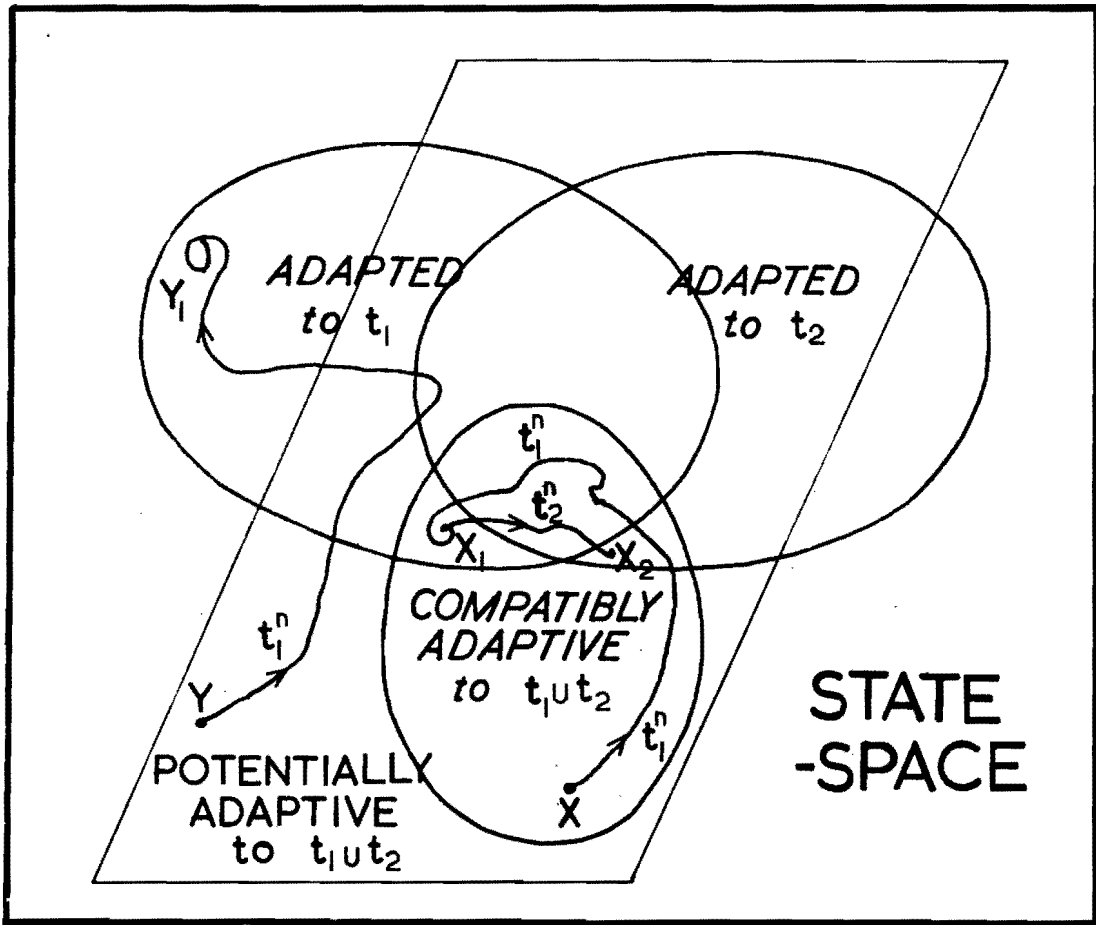 ADAPTED
to t₁
ADAPTED
to t₂
Y₁
t₁ⁿ
t₂ⁿ
X₁
X₂
COMPATIBLY
ADAPTIVE
to t₁∪t₂
t₁ⁿ
Y
t₁ⁿ
X
POTENTIALLY
ADAPTIVE
to t₁∪t₂
STATE
-SPACE